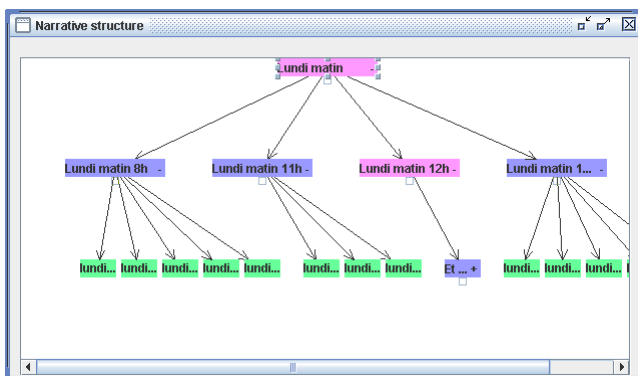 Narrative structure
Lundi matin -
Lundi matin 8h -
Lundi matin 11h -
Lundi matin 12h -
Lundi matin 1... -
lundi... lundi... lundi... lundi... lundi...
lundi... lundi... lundi...
Et ... +
lundi... lundi... lundi...